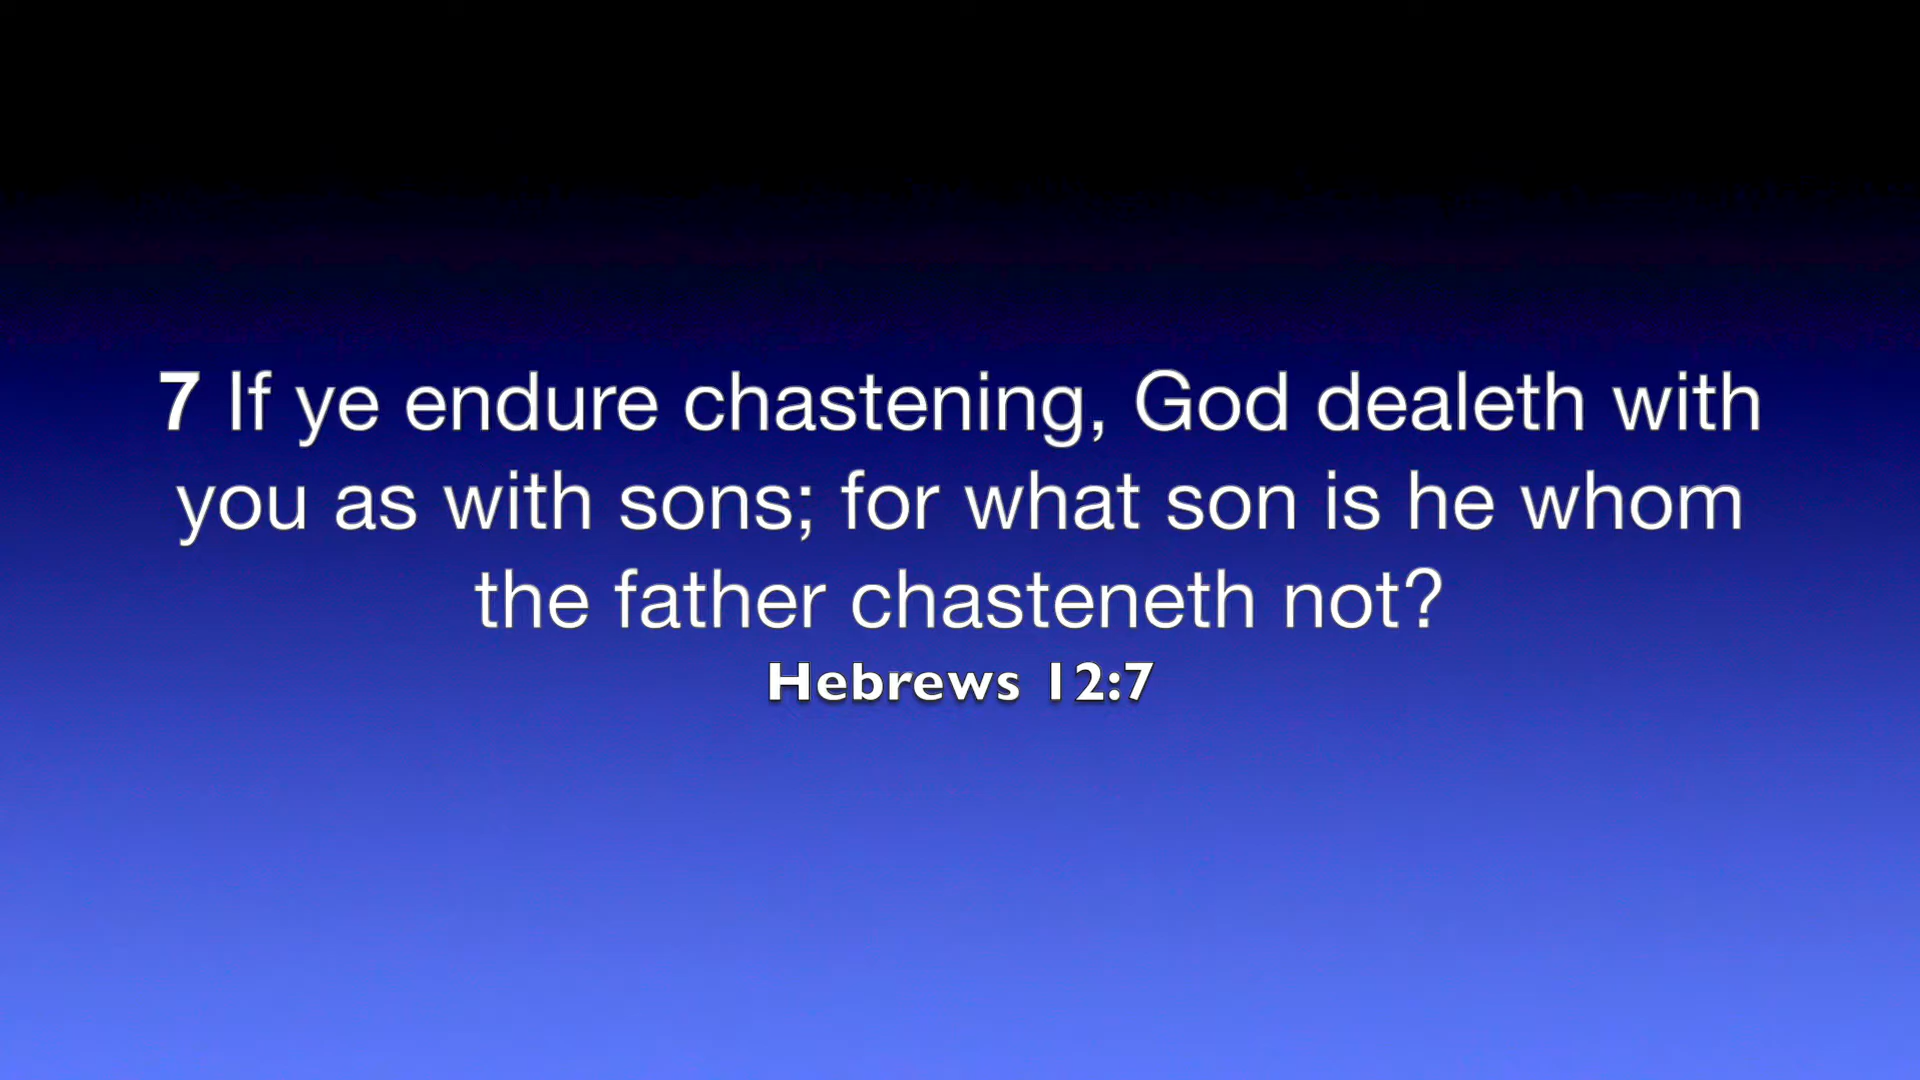 7 If ye endure chastening, God dealeth with
you as with sons; for what son is he whom
the father chasteneth not?
Hebrews 12:7